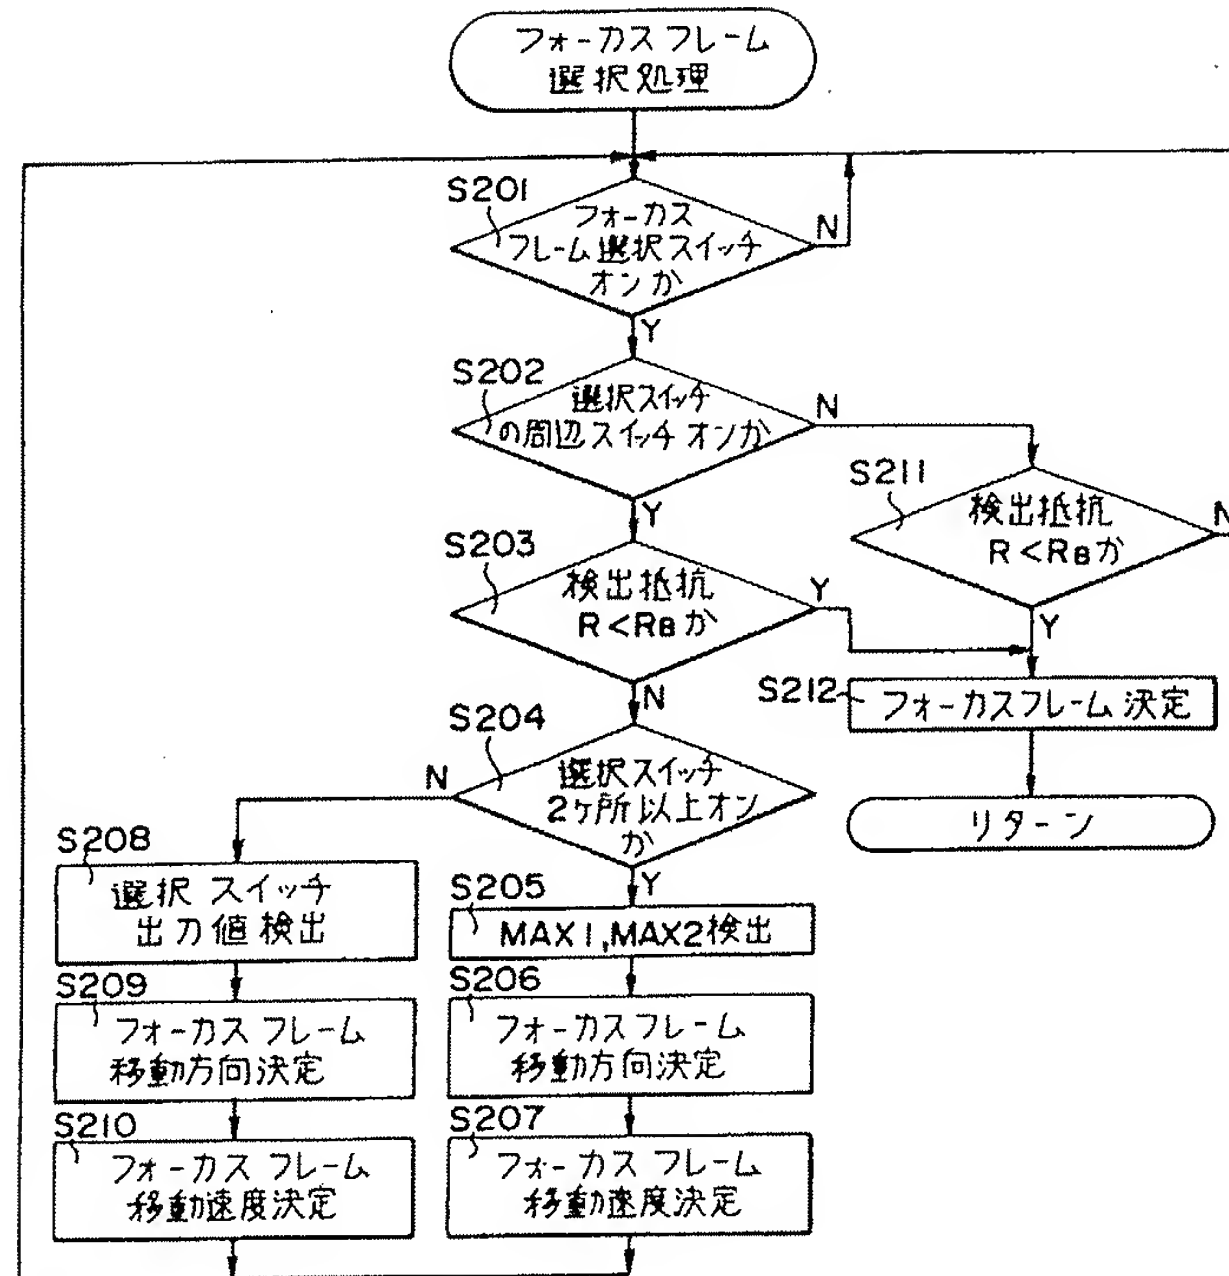 フォーカスフレーム
選択処理
S201
フォーカス
フレーム選択スイッチ
オンか
N
Y
S202
選択スイッチ
の周辺スイッチオンか
N
Y
S211
検出抵抗
R<RBか
N
Y
S203
検出抵抗
R<RBか
Y
N
S212
フォーカスフレーム決定
リターン
S204
選択スイッチ
2ヶ所以上オン
か
N
Y
S208
選択スイッチ
出力値検出
S205
MAX1,MAX2検出
S209
フォーカスフレーム
移動方向決定
S206
フォーカスフレーム
移動方向決定
S210
フォーカスフレーム
移動速度決定
S207
フォーカスフレーム
移動速度決定